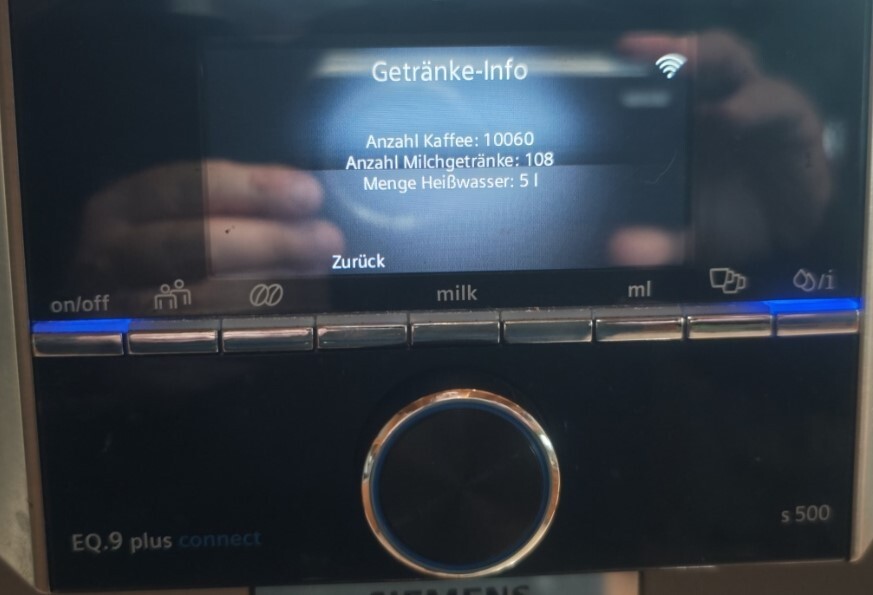 Getränke-Info
Anzahl Kaffee: 10060
Anzahl Milchgetränke: 108
Menge Heißwasser: 5 l
Zurück
on/off
milk
ml
/i
EQ.9 plus connect
s 500
SIEMENS